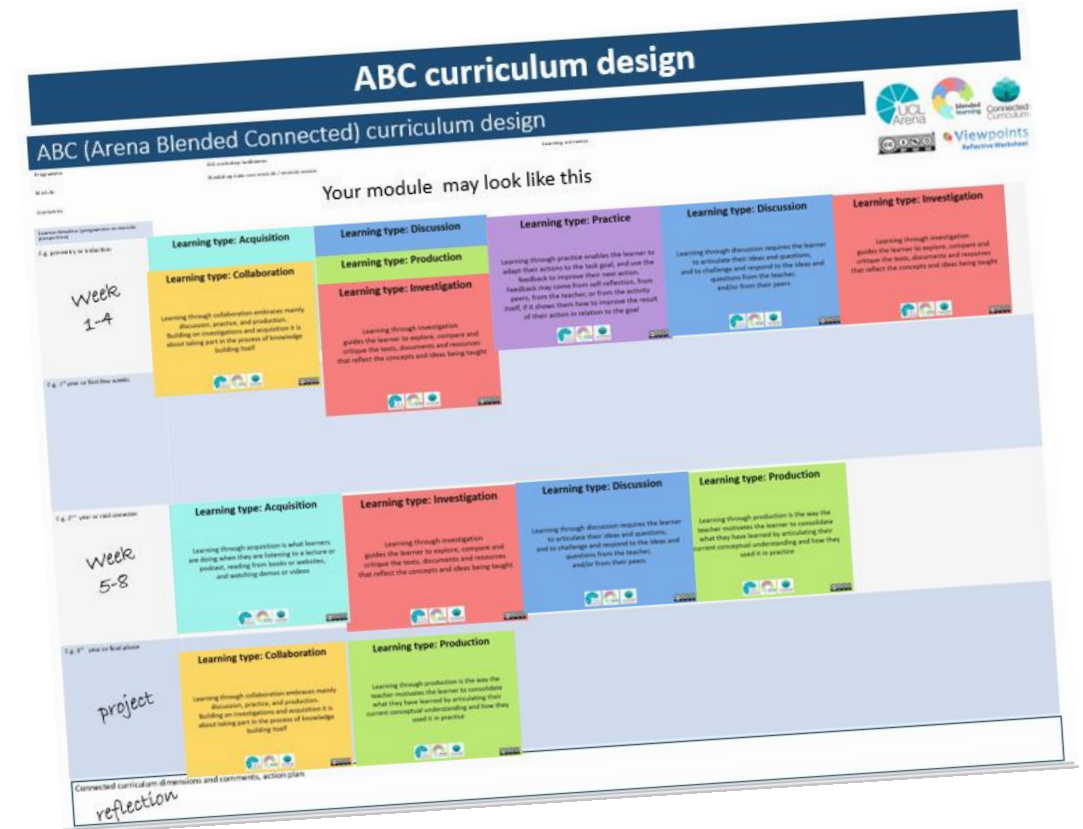 ABC curriculum design
ABC (Arena Blended Connected) curriculum design
UCL
Arena
blended
learning
Connected
Curriculum
Viewpoints
Reflective Worksheet
Programme
Module
Your module may look like this
Learning type: Acquisition
Learning type: Collaboration
Learning through collaboration embraces mainly
discussion, practice, and production.
Building on investigations and acquisition it is
about taking part in the process of knowledge
building itself
Learning type: Discussion
Learning type: Production
Learning type: Investigation
Learning through investigation
guides the learner to explore, compare and
critique the texts, documents and resources
that reflect the concepts and ideas being taught
Learning type: Practice
Learning through practice enables the learner to
adapt their actions to the task goal, and use the
feedback to improve their next action.
Feedback may come from self-reflection, from
peers, from the teacher, or from the activity
itself, if it shows them how to improve the result
of their action in relation to the goal
Learning type: Discussion
Learning through discussion requires the learner
to articulate their ideas and questions,
and to challenge and respond to the ideas and
questions from the teacher,
and/or from their peers
Learning type: Investigation
Learning through investigation
guides the learner to explore, compare and
critique the texts, documents and resources
that reflect the concepts and ideas being taught
Week
1-4
E.g. 1st year or first few weeks
Week
5-8
Learning type: Acquisition
Learning through acquisition is what learners
are doing when they are listening to a lecture or
podcast, reading from books or websites,
and watching demos or videos
Learning type: Investigation
Learning through investigation
guides the learner to explore, compare and
critique the texts, documents and resources
that reflect the concepts and ideas being taught
Learning type: Discussion
Learning through discussion requires the learner
to articulate their ideas and questions,
and to challenge and respond to the ideas and
questions from the teacher,
and/or from their peers
Learning type: Production
Learning through production is the way the
teacher motivates the learner to consolidate
what they have learned by articulating their
current conceptual understanding and how they
used it in practice
E.g. 3rd year or final phase
project
Learning type: Collaboration
Learning through collaboration embraces mainly
discussion, practice, and production.
Building on investigations and acquisition it is
about taking part in the process of knowledge
building itself
Learning type: Production
Learning through production is the way the
teacher motivates the learner to consolidate
what they have learned by articulating their
current conceptual understanding and how they
used it in practice
Connected curriculum dimensions and comments, action plan
reflection